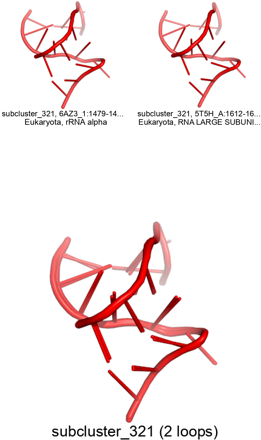 subcluster_321, 6AZ3_1:1479-14...
Eukaryota, rRNA alpha
subcluster_321, 5T5H_A:1612-16...
Eukaryota, RNA LARGE SUBUNI...
subcluster_321 (2 loops)